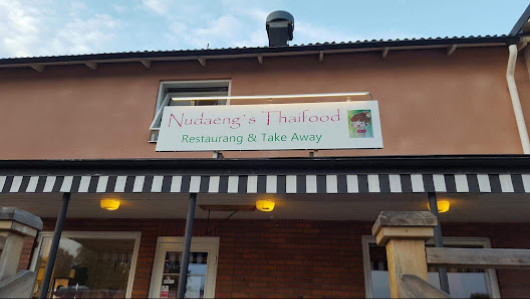 Nudaeng's Thaifood
Restaurang & Take Away